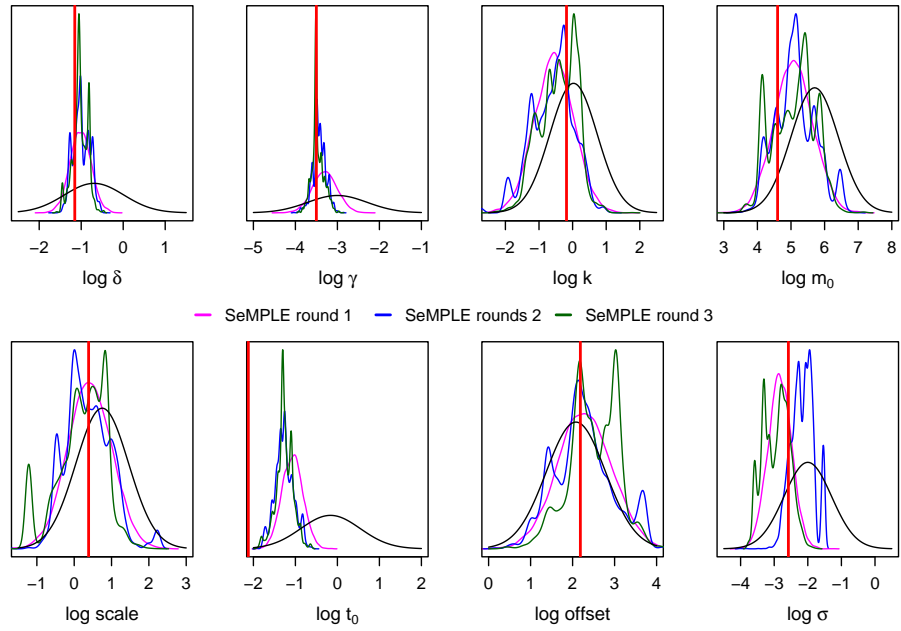 −2 −1 0 1
log δ
−5 −4 −3 −2 −1
log γ
−2 −1 0 1 2
log k
3 4 5 6 7 8
log m₀
SeMPLE round 1 SeMPLE rounds 2 SeMPLE round 3
−1 0 1 2 3
log scale
−2 −1 0 1 2
log t₀
0 1 2 3 4
log offset
−4 −3 −2 −1 0
log σ